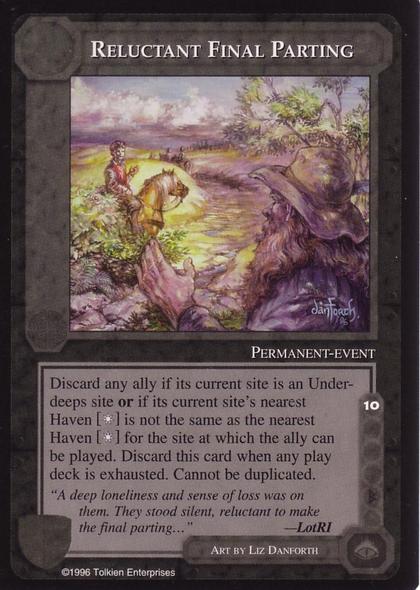 RELUCTANT FINAL PARTING
danforth
95
PERMANENT-EVENT
Discard any ally if its current site is an Under-
deeps site or if its current site's nearest
Haven [☀] is not the same as the nearest
Haven [☀] for the site at which the ally can
be played. Discard this card when any play
deck is exhausted. Cannot be duplicated.
10
“A deep loneliness and sense of loss was on
them. They stood silent, reluctant to make
the final parting…” —LotRI
ART BY LIZ DANFORTH
©1996 Tolkien Enterprises